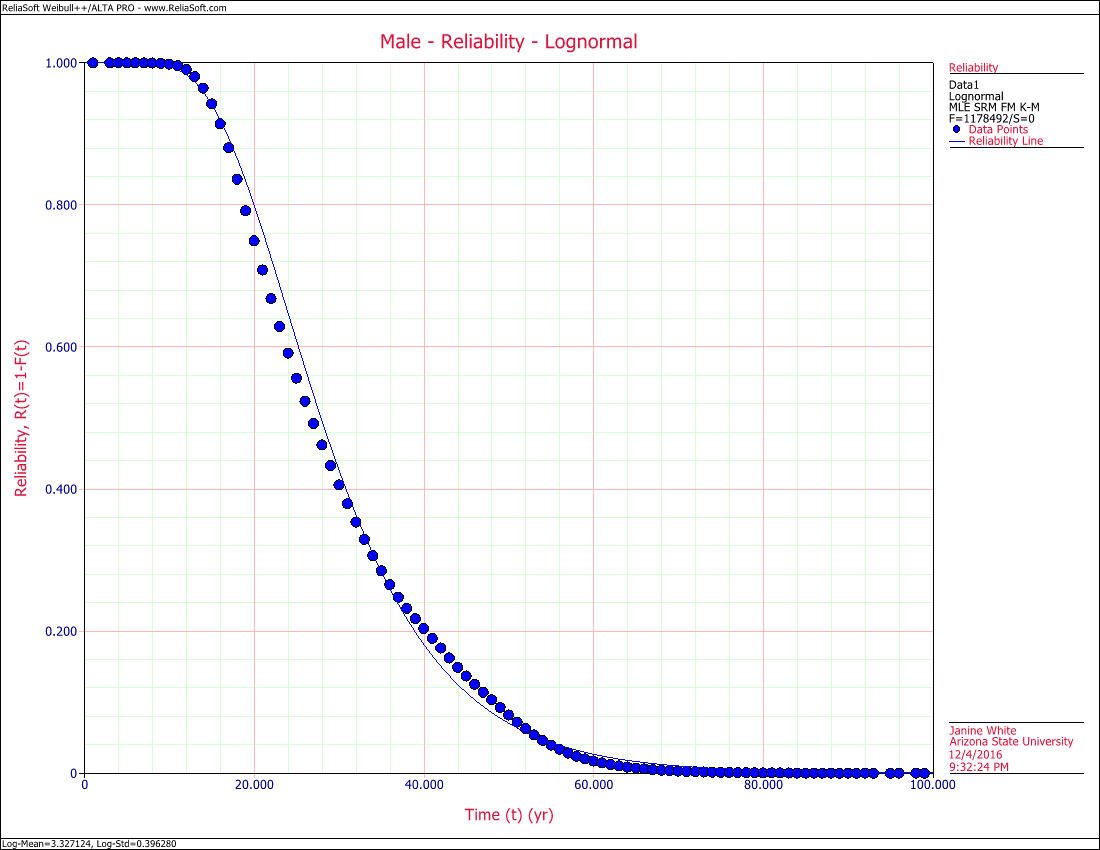 ReliaSoft Weibull++/ALTA PRO - www.ReliaSoft.com
Male - Reliability - Lognormal
Reliability
Data1
Lognormal
MLE SRM FM K-M
F=1178492/S=0
Data Points
Reliability Line
Reliability, R(t)=1-F(t)
1.000
0.800
0.600
0.400
0.200
0
0 20.000 40.000 60.000 80.000 100.000
Time (t) (yr)
Janine White
Arizona State University
12/4/2016
9:32:24 PM
Log-Mean=3.327124, Log-Std=0.396280